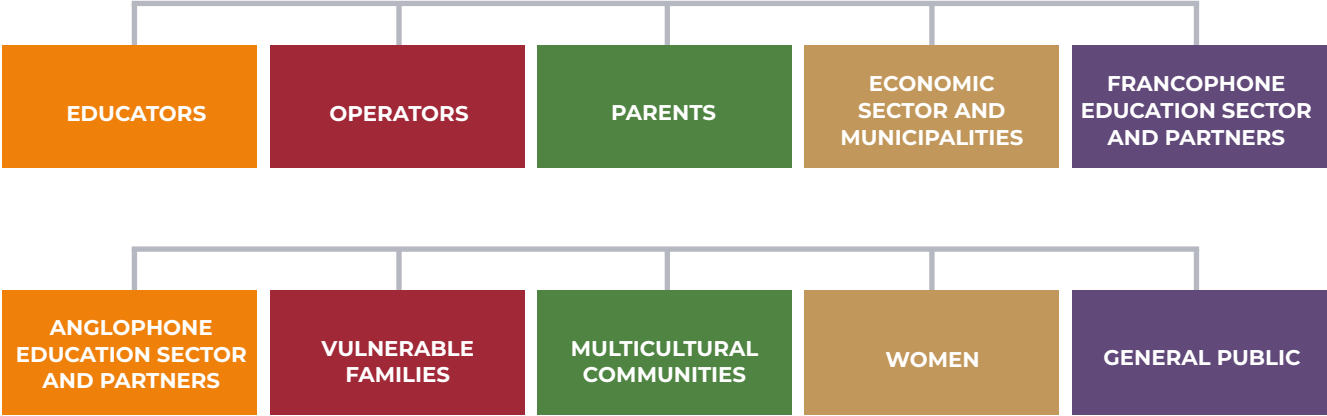 EDUCATORS
OPERATORS
PARENTS
ECONOMIC
SECTOR AND
MUNICIPALITIES
FRANCOPHONE
EDUCATION SECTOR
AND PARTNERS
ANGLOPHONE
EDUCATION SECTOR
AND PARTNERS
VULNERABLE
FAMILIES
MULTICULTURAL
COMMUNITIES
WOMEN
GENERAL PUBLIC